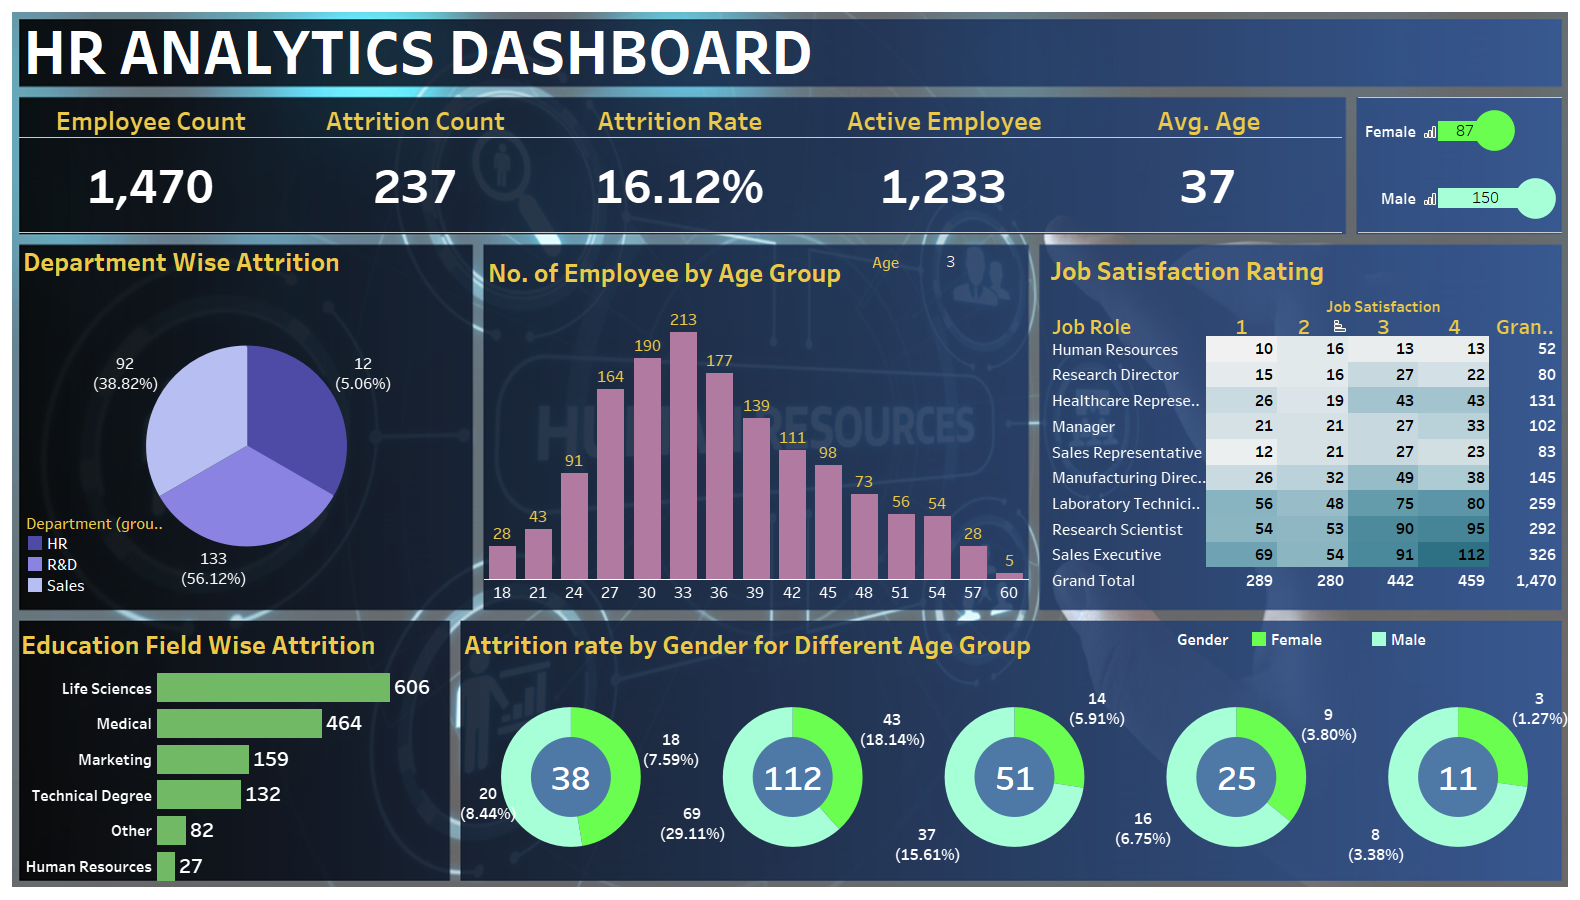 HR ANALYTICS DASHBOARD
Employee Count Attrition Count Attrition Rate Active Employee Avg. Age
1,470 237 16.12% 1,233 37
Female 87
Male 150
Department Wise Attrition
92
(38.82%)
12
(5.06%)
133
(56.12%)
Department (grou..
HR
R&D
Sales
No. of Employee by Age Group
Age 3
28 43 91 164 190 213 177 139 111 98 73 56 54 28 5
18 21 24 27 30 33 36 39 42 45 48 51 54 57 60
HUMAN RESOURCES
Job Satisfaction Rating
Job Satisfaction
Job Role 1 2 3 4 Gran..
Human Resources 10 16 13 13 52
Research Director 15 16 27 22 80
Healthcare Represe.. 26 19 43 43 131
Manager 21 21 27 33 102
Sales Representative 12 21 27 23 83
Manufacturing Direc.. 26 32 49 38 145
Laboratory Technici.. 56 48 75 80 259
Research Scientist 54 53 90 95 292
Sales Executive 69 54 91 112 326
Grand Total 289 280 442 459 1,470
Education Field Wise Attrition
Life Sciences 606
Medical 464
Marketing 159
Technical Degree 132
Other 82
Human Resources 27
Attrition rate by Gender for Different Age Group
Gender Female Male
18
(7.59%)
38
20
(8.44%)
43
(18.14%)
112
69
(29.11%)
14
(5.91%)
51
37
(15.61%)
9
(3.80%)
25
16
(6.75%)
3
(1.27%)
11
8
(3.38%)